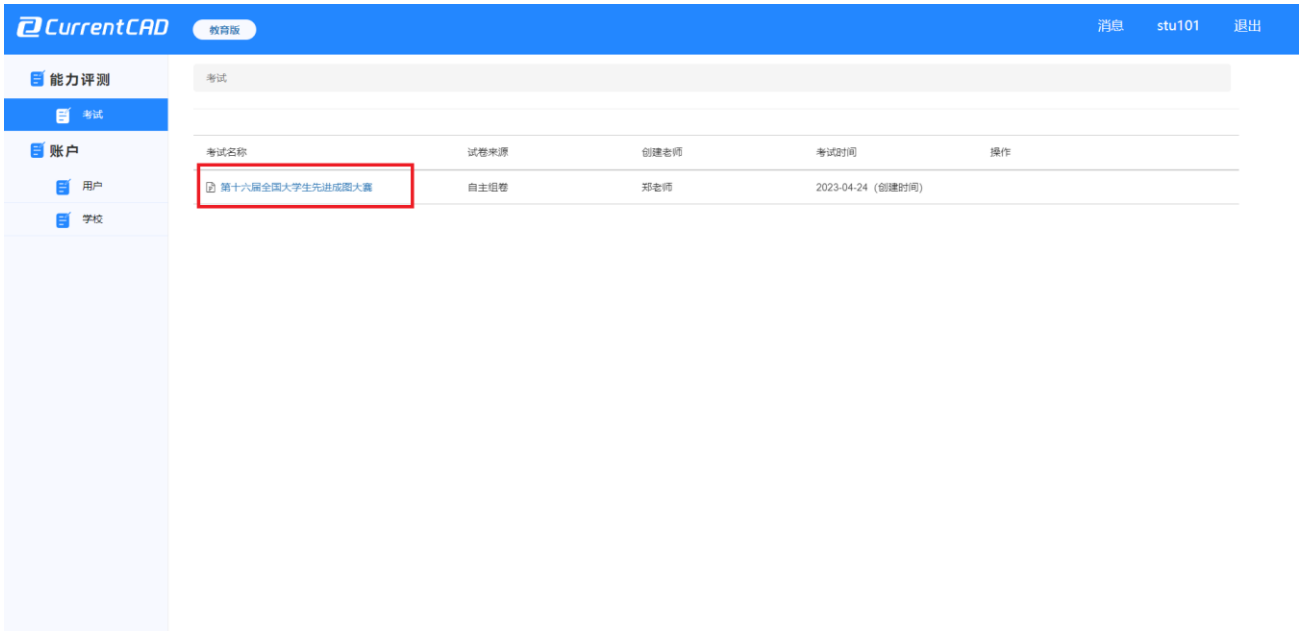 CurrentCAD 教育版 消息 stu101 退出
能力评测
考试
账户
用户
学校
考试
考试名称 试卷来源 创建老师 考试时间 操作
第十六届全国大学生先进成图大赛 自主组卷 郑老师 2023-04-24 (创建时间)